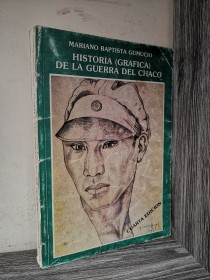 MARIANO BAPTISTA GUMUCIO
HISTORIA (GRAFICA)
DE LA GUERRA DEL CHACO
CUARTA EDICION